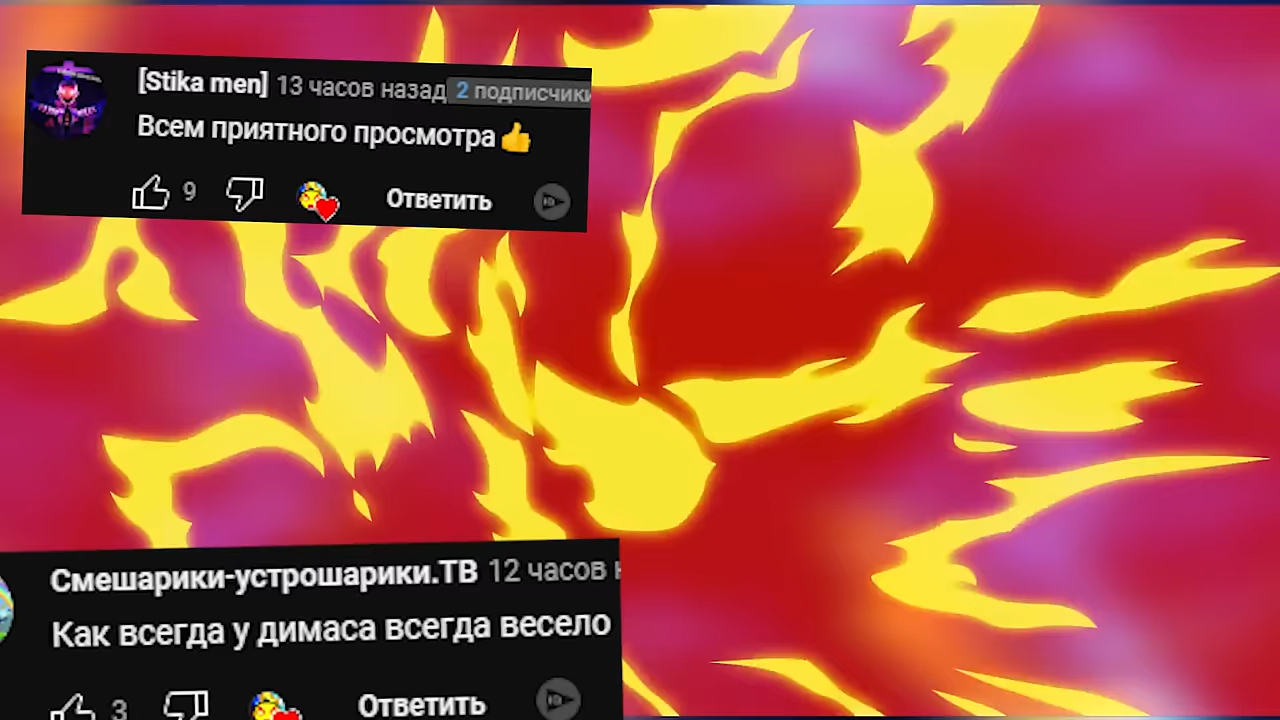 [Stika men] 13 часов назад 2 подписчики
Всем приятного просмотра👍
9 Ответить
Смешарики-устрошарики.ТВ 12 часов
Как всегда у димаса всегда весело
3 Ответить